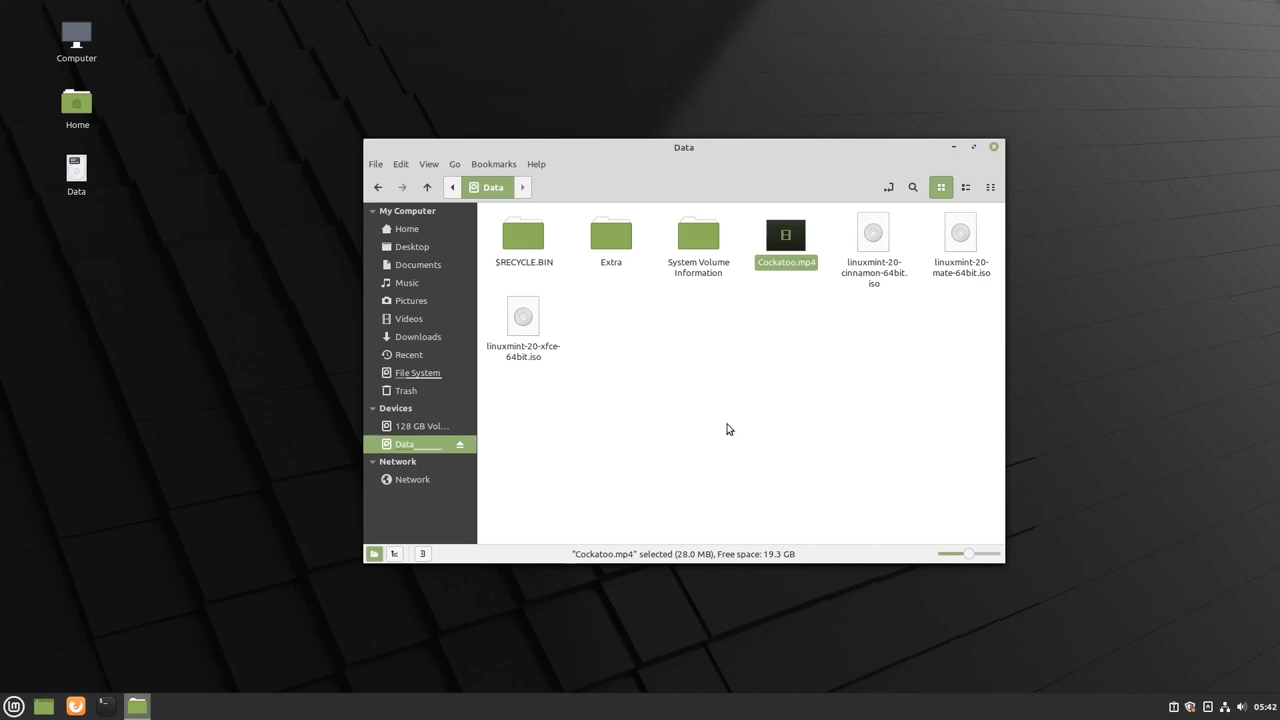 Computer
Home
Data
Data
File Edit View Go Bookmarks Help
Data
My Computer
Home
Desktop
Documents
Music
Pictures
Videos
Downloads
Recent
File System
Trash
Devices
128 GB Vol...
Data
Network
Network
$RECYCLE.BIN
Extra
System Volume
Information
Cockatoo.mp4
linuxmint-20-
cinnamon-64bit.
iso
linuxmint-20-
mate-64bit.iso
linuxmint-20-xfce-
64bit.iso
"Cockatoo.mp4" selected (28.0 MB), Free space: 19.3 GB
05:42